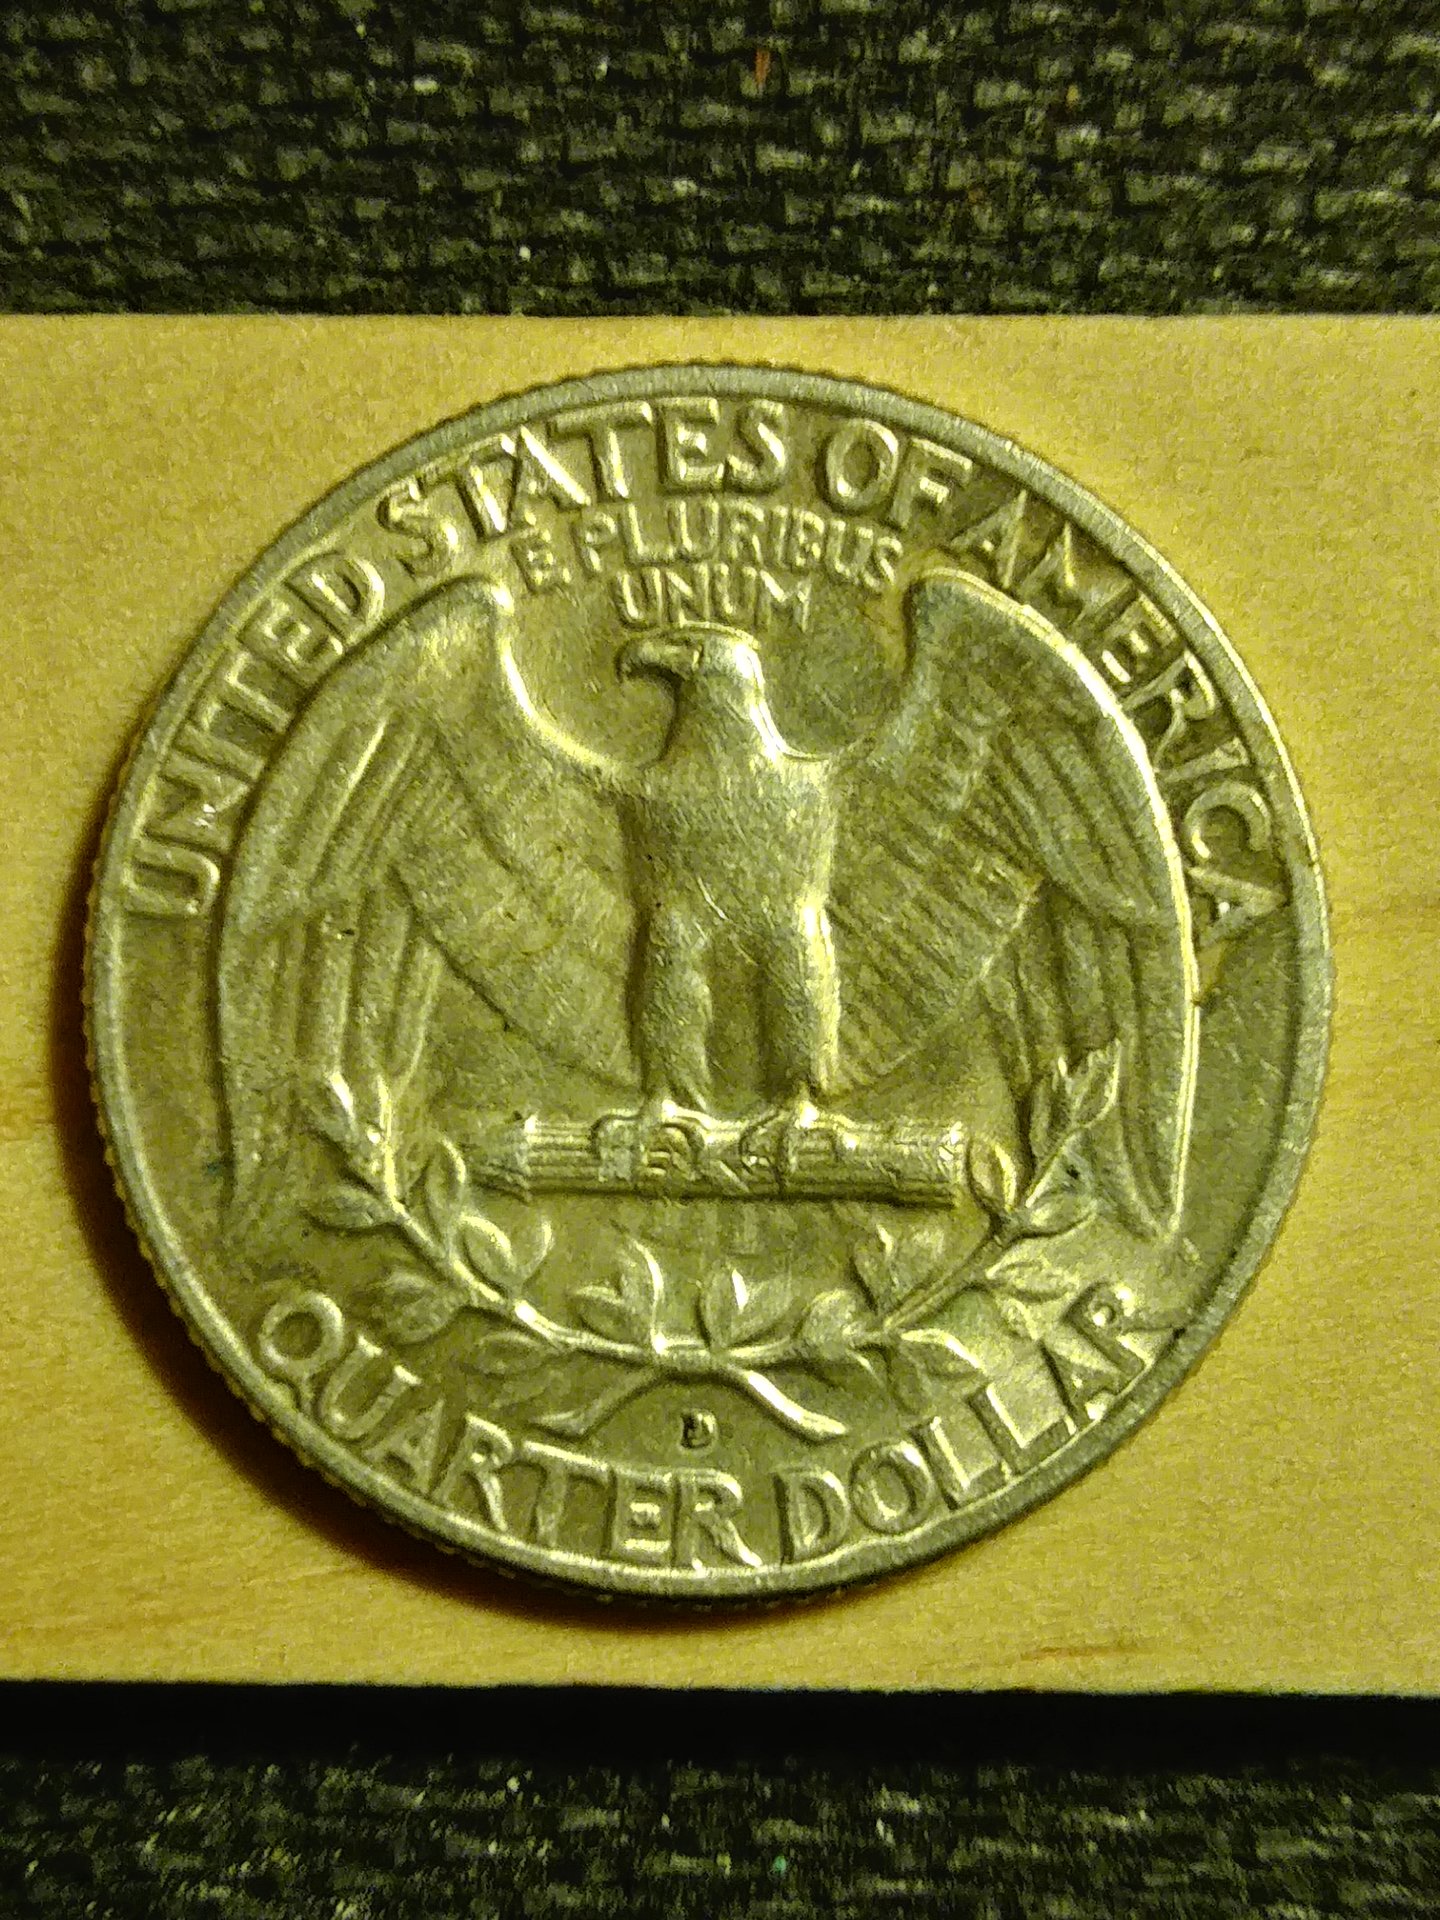 UNITED STATES OF AMERICA
E PLURIBUS
UNUM
D
QUARTER DOLLAR